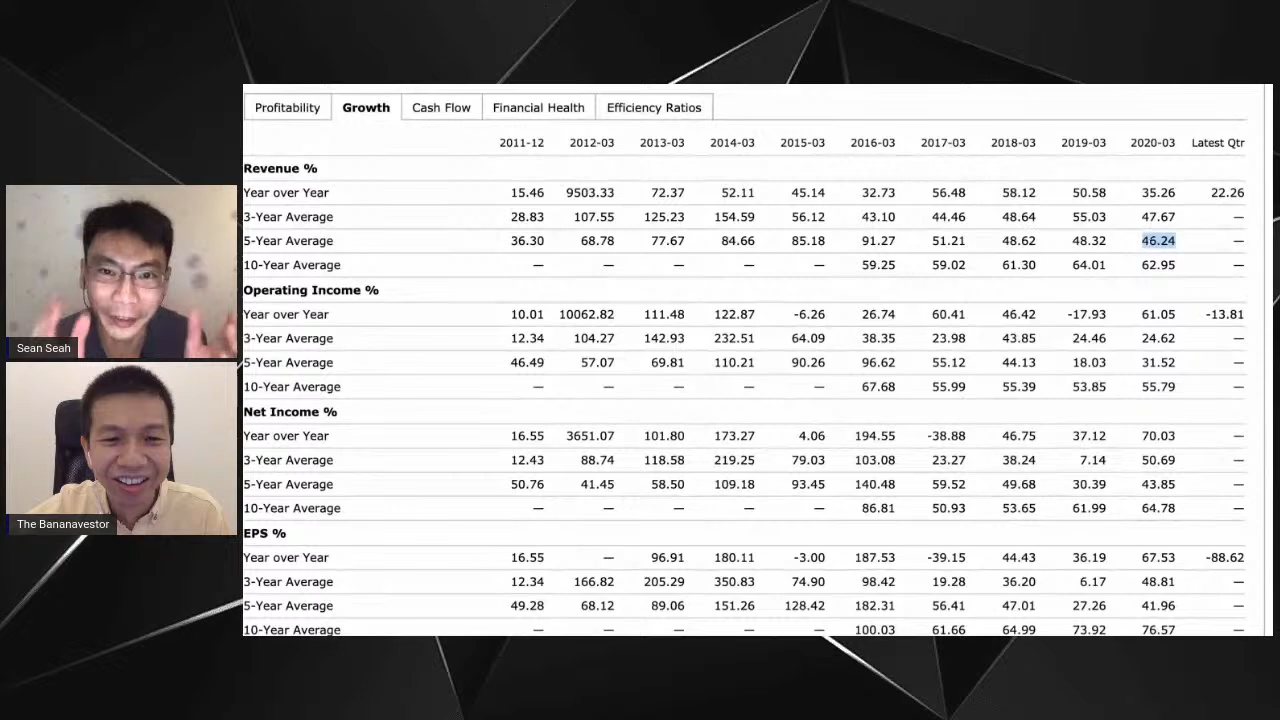 Profitability Growth Cash Flow Financial Health Efficiency Ratios
2011-12 2012-03 2013-03 2014-03 2015-03 2016-03 2017-03 2018-03 2019-03 2020-03 Latest Qtr
Revenue %
Year over Year 15.46 9503.33 72.37 52.11 45.14 32.73 56.48 58.12 50.58 35.26 22.26
3-Year Average 28.83 107.55 125.23 154.59 56.12 43.10 44.46 48.64 55.03 47.67 —
5-Year Average 36.30 68.78 77.67 84.66 85.18 91.27 51.21 48.62 48.32 46.24 —
10-Year Average — — — — — 59.25 59.02 61.30 64.01 62.95 —
Operating Income %
Year over Year 10.01 10062.82 111.48 122.87 -6.26 26.74 60.41 46.42 -17.93 61.05 -13.81
3-Year Average 12.34 104.27 142.93 232.51 64.09 38.35 23.98 43.85 24.46 24.62 —
5-Year Average 46.49 57.07 69.81 110.21 90.26 96.62 55.12 44.13 18.03 31.52 —
10-Year Average — — — — — 67.68 55.99 55.39 53.85 55.79 —
Net Income %
Year over Year 16.55 3651.07 101.80 173.27 4.06 194.55 -38.88 46.75 37.12 70.03 —
3-Year Average 12.43 88.74 118.58 219.25 79.03 103.08 23.27 38.24 7.14 50.69 —
5-Year Average 50.76 41.45 58.50 109.18 93.45 140.48 59.52 49.68 30.39 43.85 —
10-Year Average — — — — — 86.81 50.93 53.65 61.99 64.78 —
EPS %
Year over Year 16.55 — 96.91 180.11 -3.00 187.53 -39.15 44.43 36.19 67.53 -88.62
3-Year Average 12.34 166.82 205.29 350.83 74.90 98.42 19.28 36.20 6.17 48.81 —
5-Year Average 49.28 68.12 89.06 151.26 128.42 182.31 56.41 47.01 27.26 41.96 —
10-Year Average — — — — — 100.03 61.66 64.99 73.92 76.57 —
Sean Seah
The Bananavestor